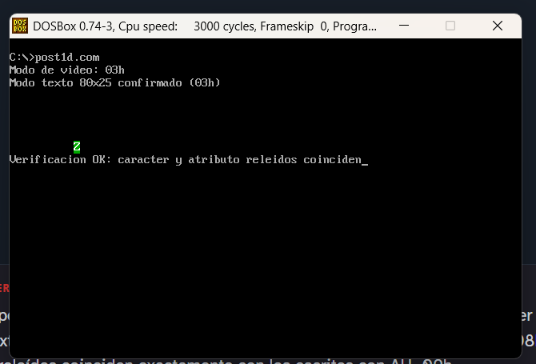 DOSBox 0.74-3, Cpu speed: 3000 cycles, Frameskip 0, Progra...
C:\>post1d.com
Modo de video: 03h
Modo texto 80x25 confirmado (03h)
Z
Verificacion OK: caracter y atributo releidos coinciden_